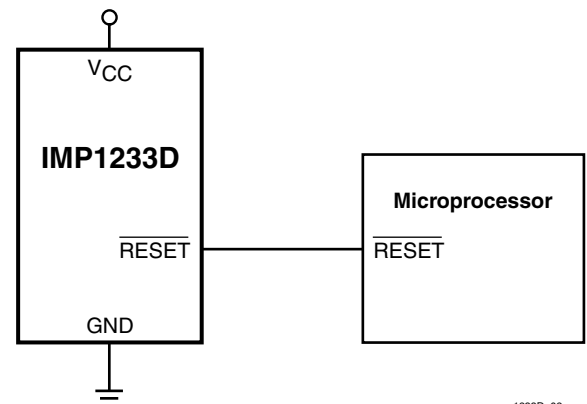 VCC
IMP1233D
Microprocessor
RESET
RESET
GND